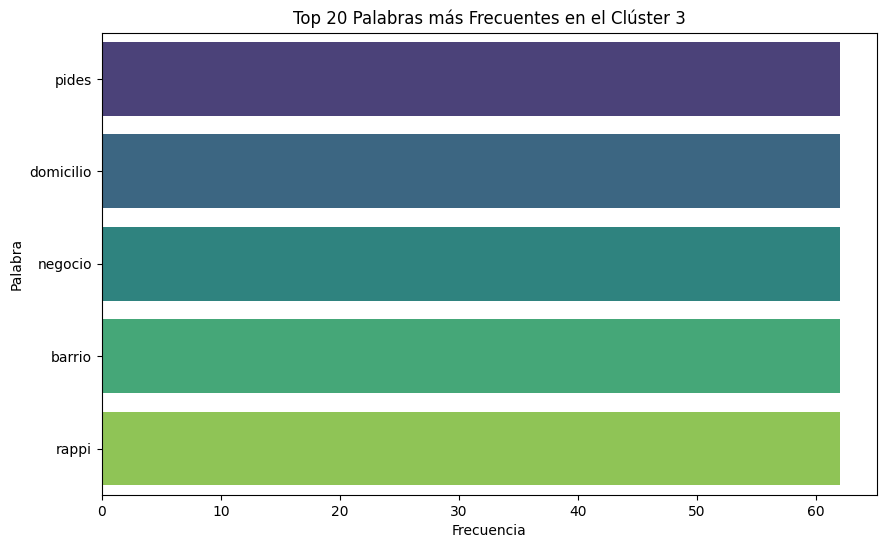 Top 20 Palabras más Frecuentes en el Clúster 3
Palabra
pides
domicilio
negocio
barrio
rappi
0 10 20 30 40 50 60
Frecuencia